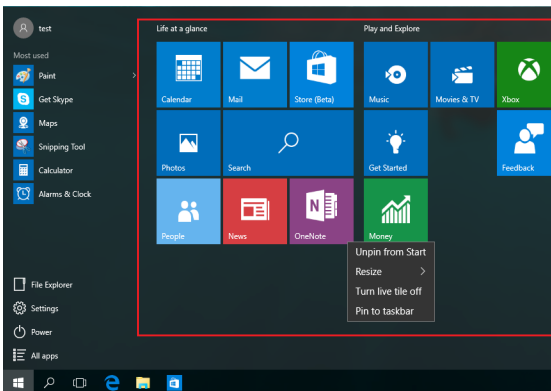 test
Most used
Paint
Get Skype
Maps
Snipping Tool
Calculator
Alarms & Clock
File Explorer
Settings
Power
All apps
Life at a glance
Calendar
Mail
Store (Beta)
Photos
Search
People
News
OneNote
Play and Explore
Music
Movies & TV
Xbox
Get Started
Feedback
Money
Unpin from Start
Resize
Turn live tile off
Pin to taskbar